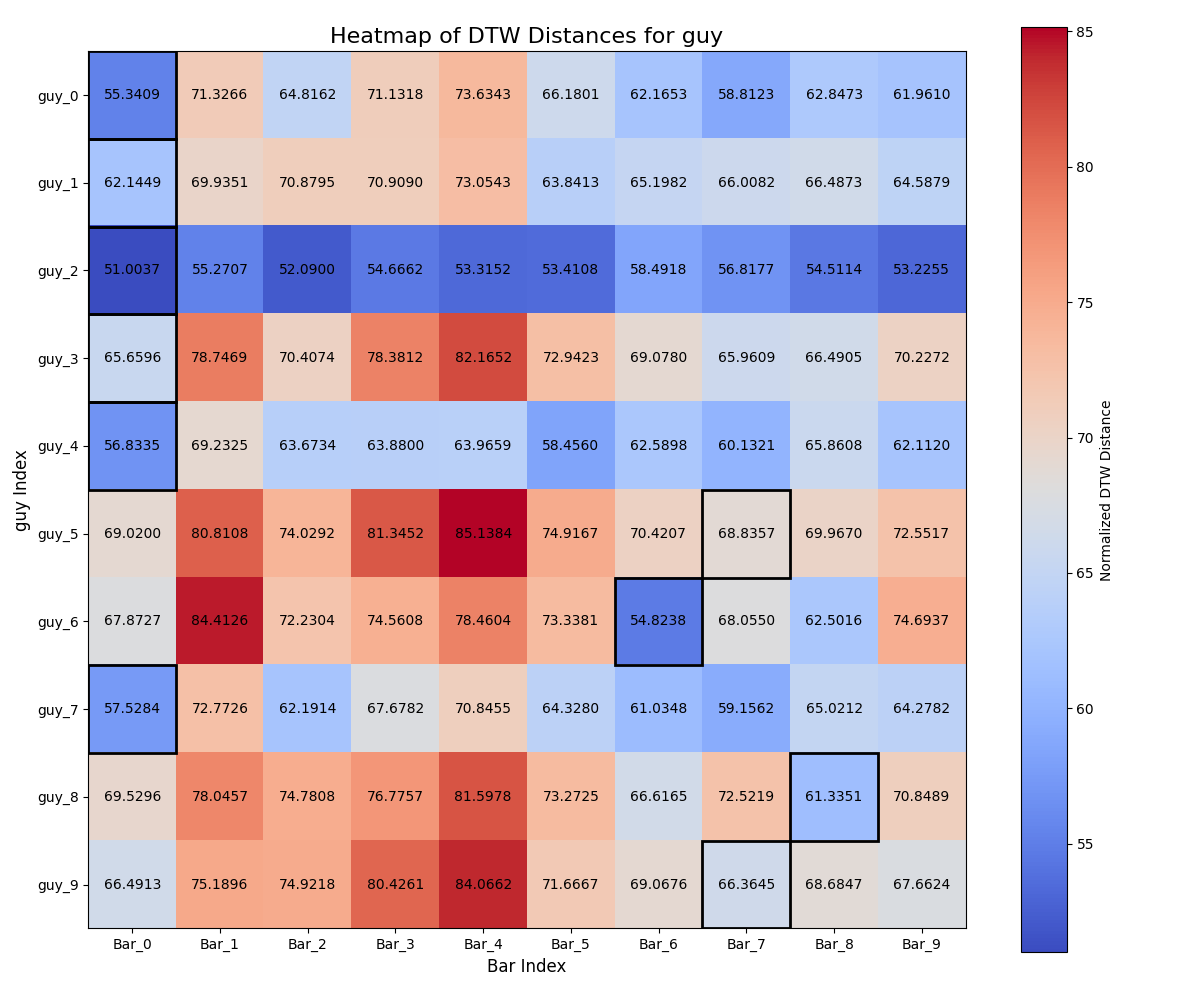 Heatmap of DTW Distances for guy
guy_0 55.3409 71.3266 64.8162 71.1318 73.6343 66.1801 62.1653 58.8123 62.8473 61.9610
guy_1 62.1449 69.9351 70.8795 70.9090 73.0543 63.8413 65.1982 66.0082 66.4873 64.5879
guy_2 51.0037 55.2707 52.0900 54.6662 53.3152 53.4108 58.4918 56.8177 54.5114 53.2255
guy_3 65.6596 78.7469 70.4074 78.3812 82.1652 72.9423 69.0780 65.9609 66.4905 70.2272
guy_4 56.8335 69.2325 63.6734 63.8800 63.9659 58.4560 62.5898 60.1321 65.8608 62.1120
guy_5 69.0200 80.8108 74.0292 81.3452 85.1384 74.9167 70.4207 68.8357 69.9670 72.5517
guy_6 67.8727 84.4126 72.2304 74.5608 78.4604 73.3381 54.8238 68.0550 62.5016 74.6937
guy_7 57.5284 72.7726 62.1914 67.6782 70.8455 64.3280 61.0348 59.1562 65.0212 64.2782
guy_8 69.5296 78.0457 74.7808 76.7757 81.5978 73.2725 66.6165 72.5219 61.3351 70.8489
guy_9 66.4913 75.1896 74.9218 80.4261 84.0662 71.6667 69.0676 66.3645 68.6847 67.6624
Bar_0 Bar_1 Bar_2 Bar_3 Bar_4 Bar_5 Bar_6 Bar_7 Bar_8 Bar_9
Bar Index
guy Index
85
80
75
70
65
60
55
Normalized DTW Distance